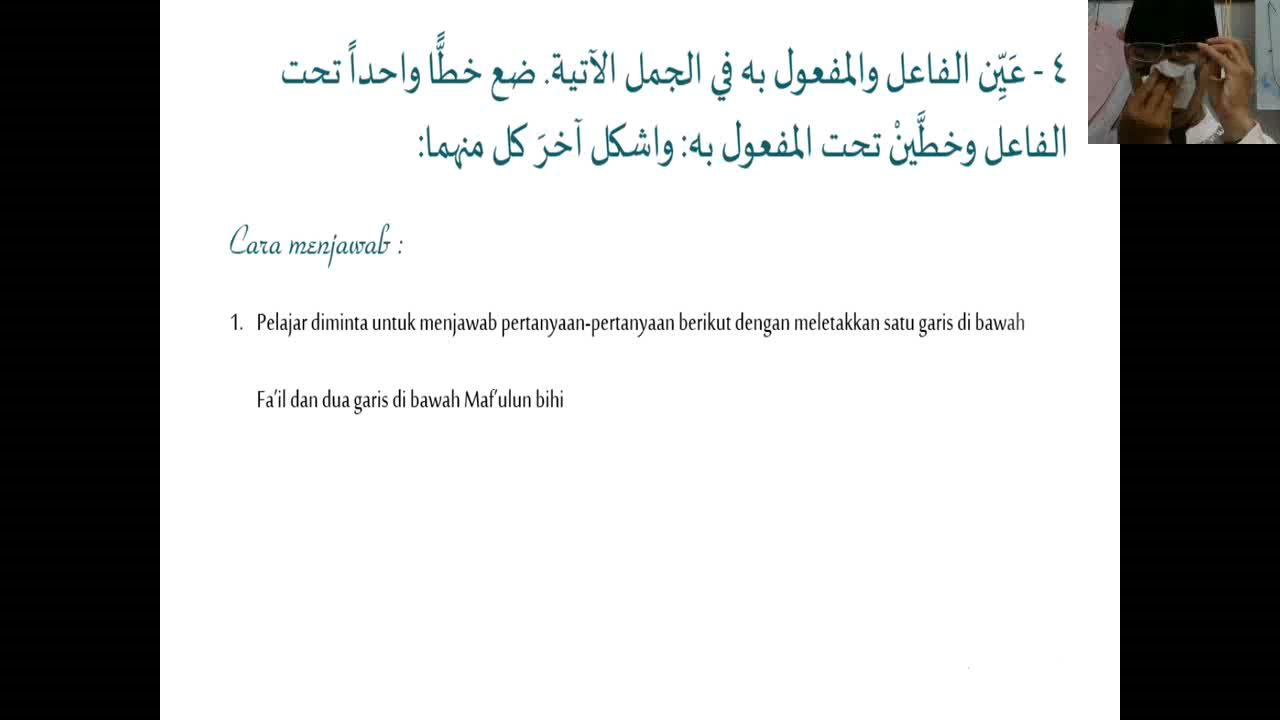 ٤ - عَيِّن الفاعل والمفعول به في الجمل الآتية. ضع خطًّا واحداً تحت
الفاعل وخطَّينْ تحت المفعول به: واشكل آخرَ كل منهما:
Cara menjawab :
1. Pelajar diminta untuk menjawab pertanyaan-pertanyaan berikut dengan meletakkan satu garis di bawah
Fa'il dan dua garis di bawah Maf'ulun bihi